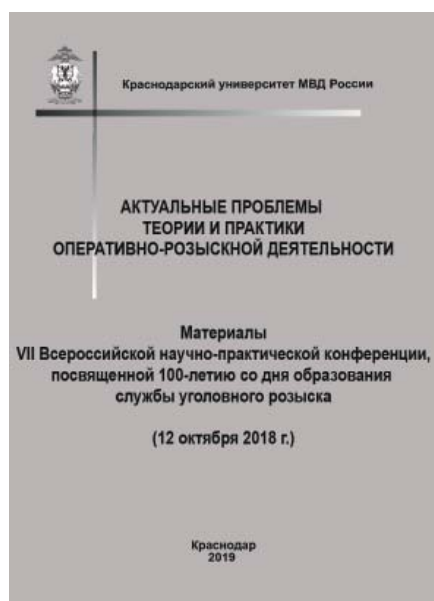 Краснодарский университет МВД России
АКТУАЛЬНЫЕ ПРОБЛЕМЫ
ТЕОРИИ И ПРАКТИКИ
ОПЕРАТИВНО-РОЗЫСКНОЙ ДЕЯТЕЛЬНОСТИ
Материалы
VII Всероссийской научно-практической конференции,
посвященной 100-летию со дня образования
службы уголовного розыска
(12 октября 2018 г.)
Краснодар
2019